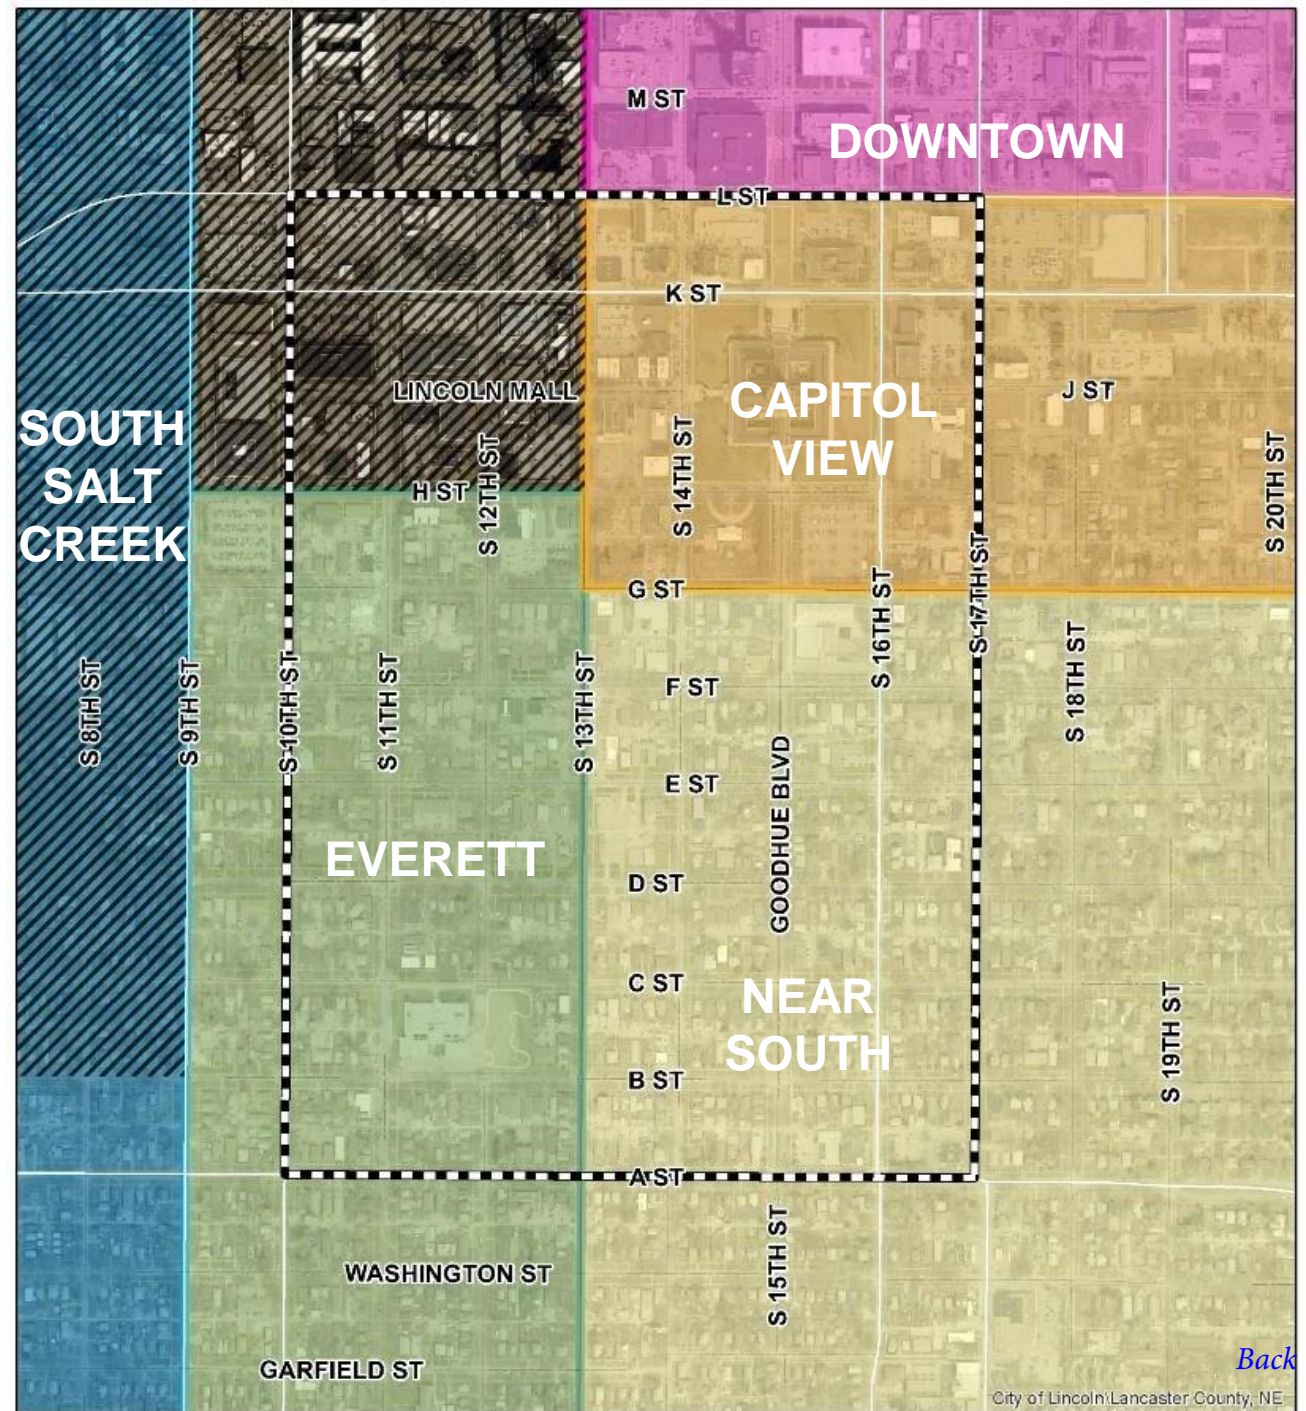 M ST
DOWNTOWN
L ST
K ST
LINCOLN MALL
CAPITOL
VIEW
J ST
SOUTH
SALT
CREEK
H ST
S 12TH ST
S 14TH ST
S 20TH ST
G ST
S 16TH ST
S 17TH ST
S 8TH ST
S 9TH ST
S 10TH ST
S 11TH ST
S 13TH ST
F ST
S 18TH ST
E ST
GOODHUE BLVD
EVERETT
D ST
C ST
NEAR
SOUTH
S 19TH ST
B ST
A ST
S 15TH ST
WASHINGTON ST
GARFIELD ST
Back
City of Lincoln\Lancaster County, NE